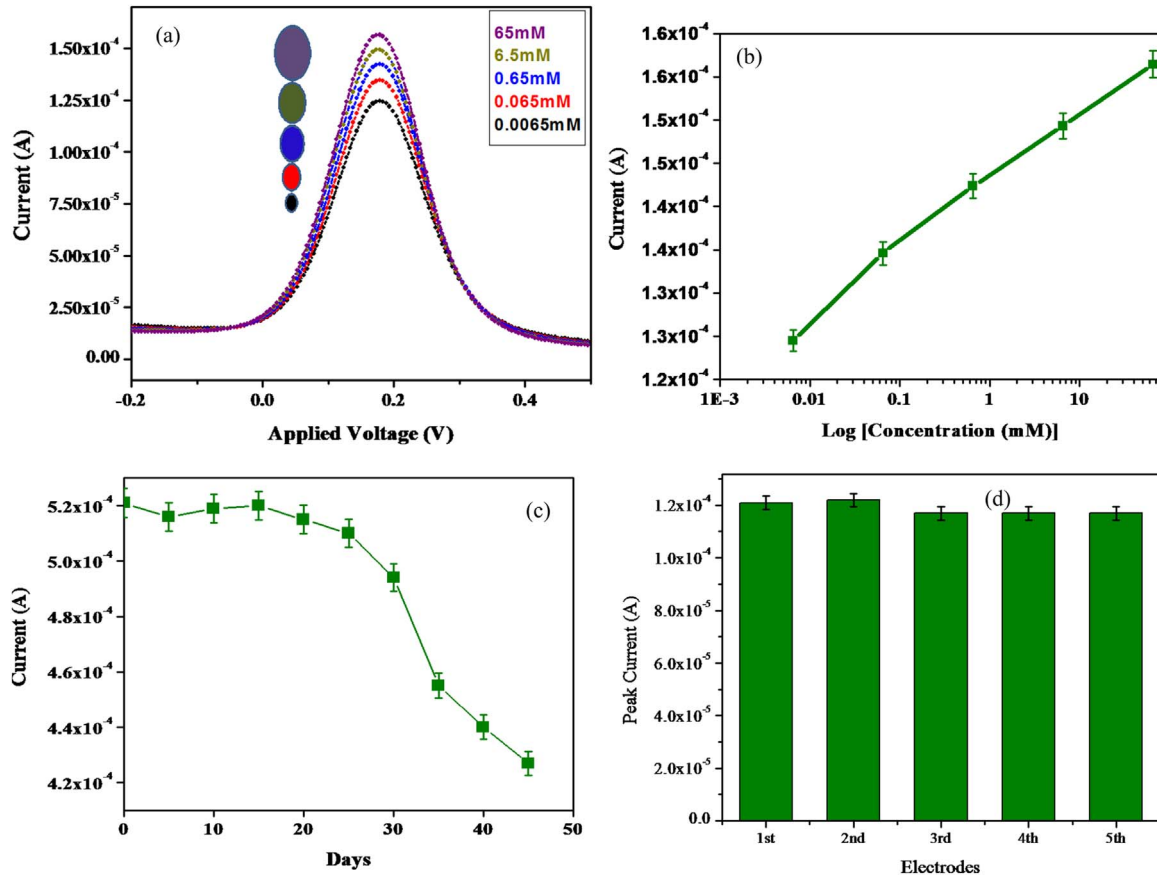 (a)
65mM
6.5mM
0.65mM
0.065mM
0.0065mM
1.50x10⁻⁴
1.25x10⁻⁴
1.00x10⁻⁴
7.50x10⁻⁵
5.00x10⁻⁵
2.50x10⁻⁵
0.00
Current (A)
-0.2 0.0 0.2 0.4
Applied Voltage (V)
(b)
1.6x10⁻⁴
1.6x10⁻⁴
1.5x10⁻⁴
1.5x10⁻⁴
1.4x10⁻⁴
1.4x10⁻⁴
1.3x10⁻⁴
1.3x10⁻⁴
1.2x10⁻⁴
Current (A)
1E-3 0.01 0.1 1 10
Log [Concentration (mM)]
(c)
5.2x10⁻⁴
5.0x10⁻⁴
4.8x10⁻⁴
4.6x10⁻⁴
4.4x10⁻⁴
4.2x10⁻⁴
Current (A)
0 10 20 30 40 50
Days
(d)
1.2x10⁻⁴
1.0x10⁻⁴
8.0x10⁻⁵
6.0x10⁻⁵
4.0x10⁻⁵
2.0x10⁻⁵
0.0
Peak Current (A)
1st 2nd 3rd 4th 5th
Electrodes